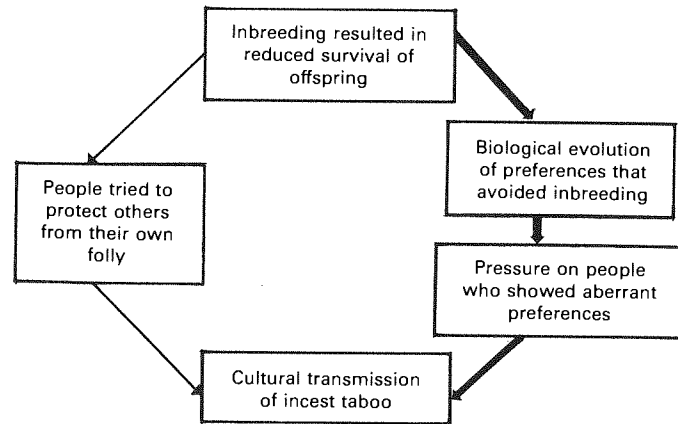 Inbreeding resulted in
reduced survival of
offspring
Biological evolution
of preferences that
avoided inbreeding
People tried to
protect others
from their own
folly
Pressure on people
who showed aberrant
preferences
Cultural transmission
of incest taboo